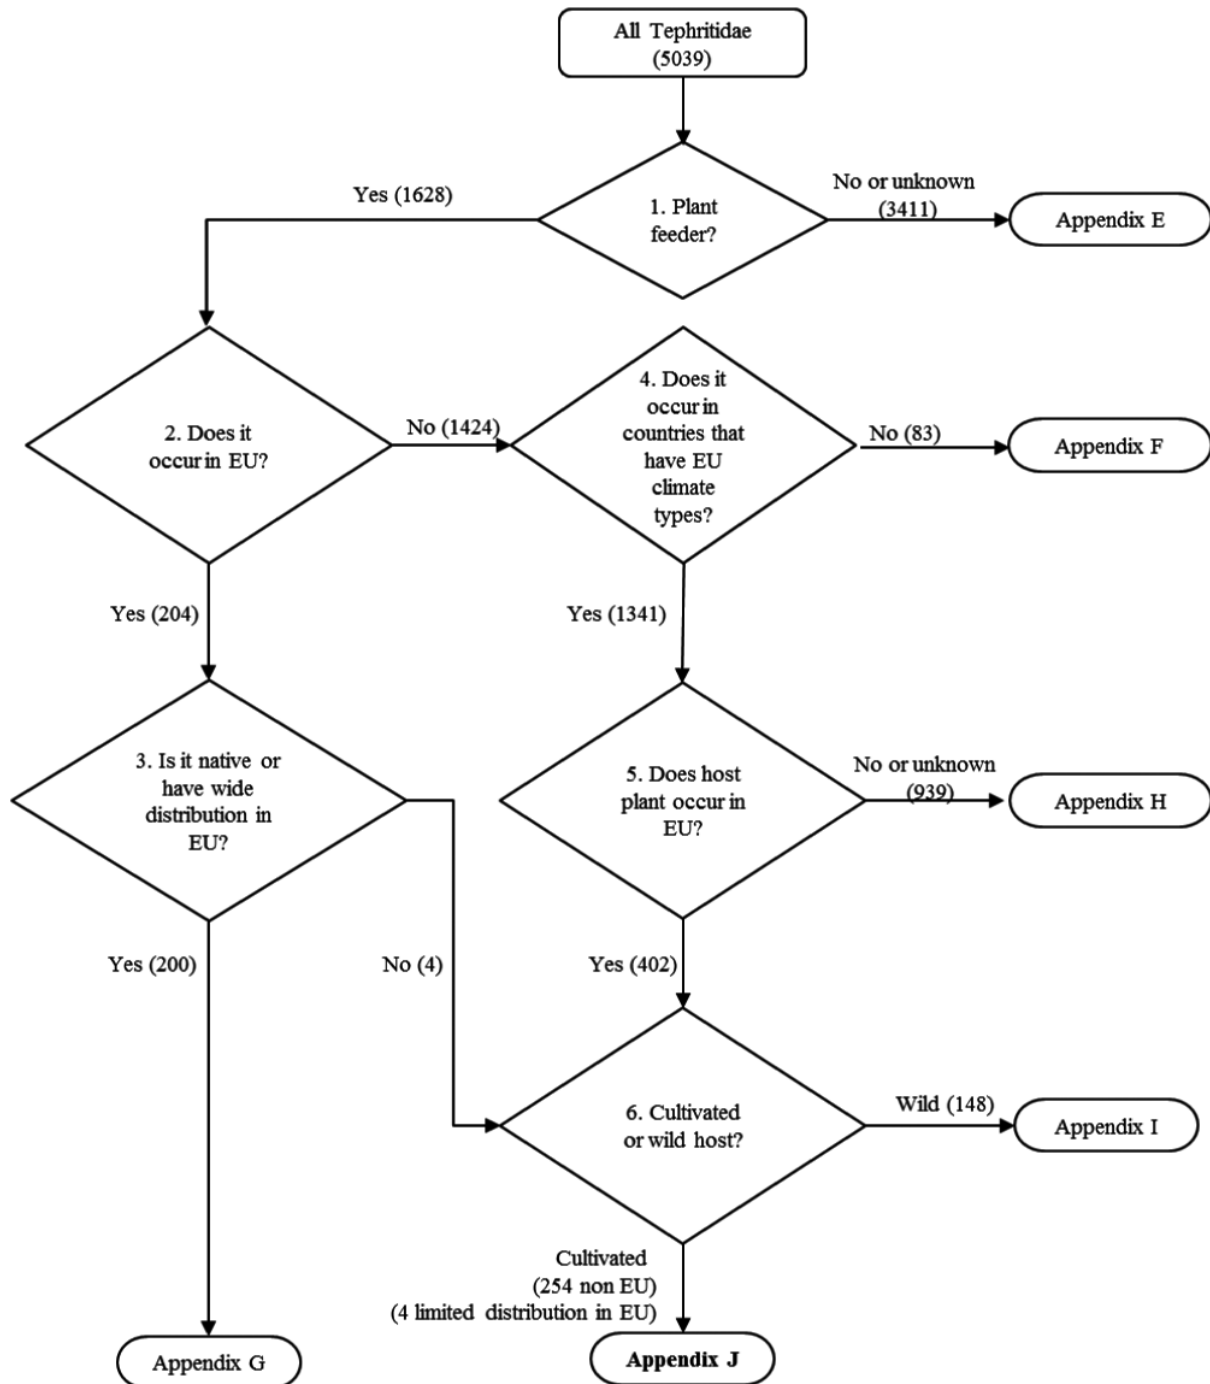 All Tephritidae
(5039)
Yes (1628)
1. Plant
feeder?
No or unknown
(3411)
Appendix E
2. Does it
occur in EU?
No (1424)
4. Does it
occur in
countries that
have EU
climate
types?
No (83)
Appendix F
Yes (204)
Yes (1341)
3. Is it native or
have wide
distribution in
EU?
5. Does host
plant occur in
EU?
No or unknown
(939)
Appendix H
Yes (200)
No (4)
Yes (402)
6. Cultivated
or wild host?
Wild (148)
Appendix I
Cultivated
(254 non EU)
(4 limited distribution in EU)
Appendix G
Appendix J